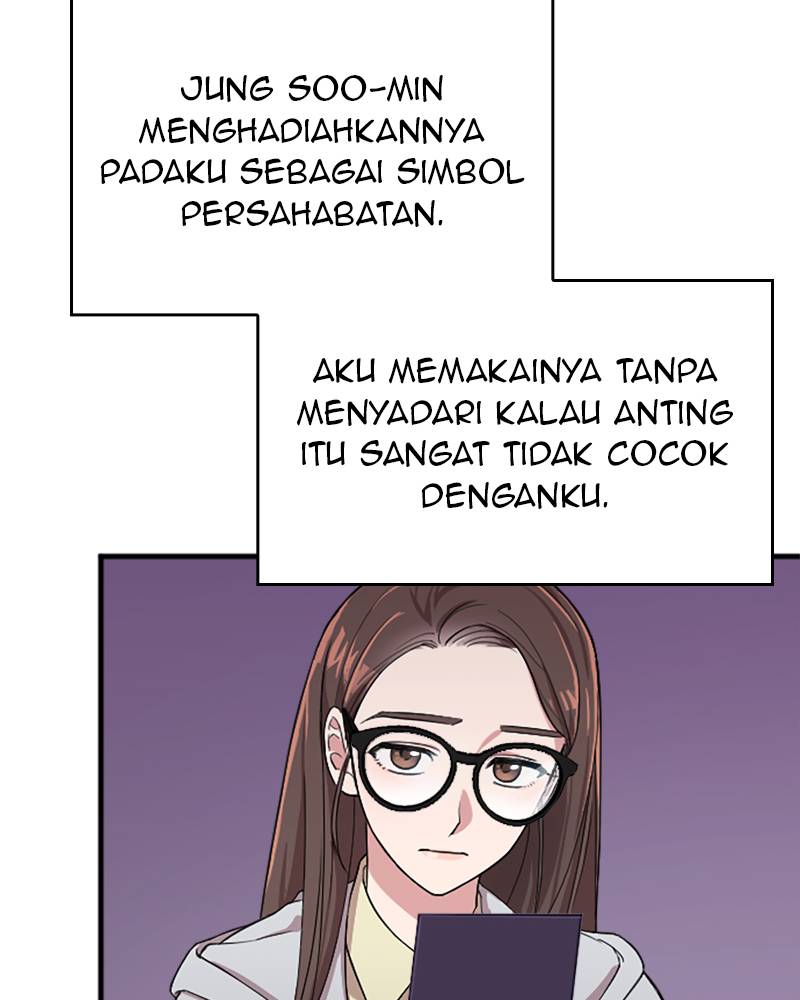 JUNG SOO-MIN
MENGHADIAHKANNYA
PADAKU SEBAGAI SIMBOL
PERSAHABATAN.
AKU MEMAKAINYA TANPA
MENYADARI KALAU ANTING
ITU SANGAT TIDAK COCOK
DENGANKU.